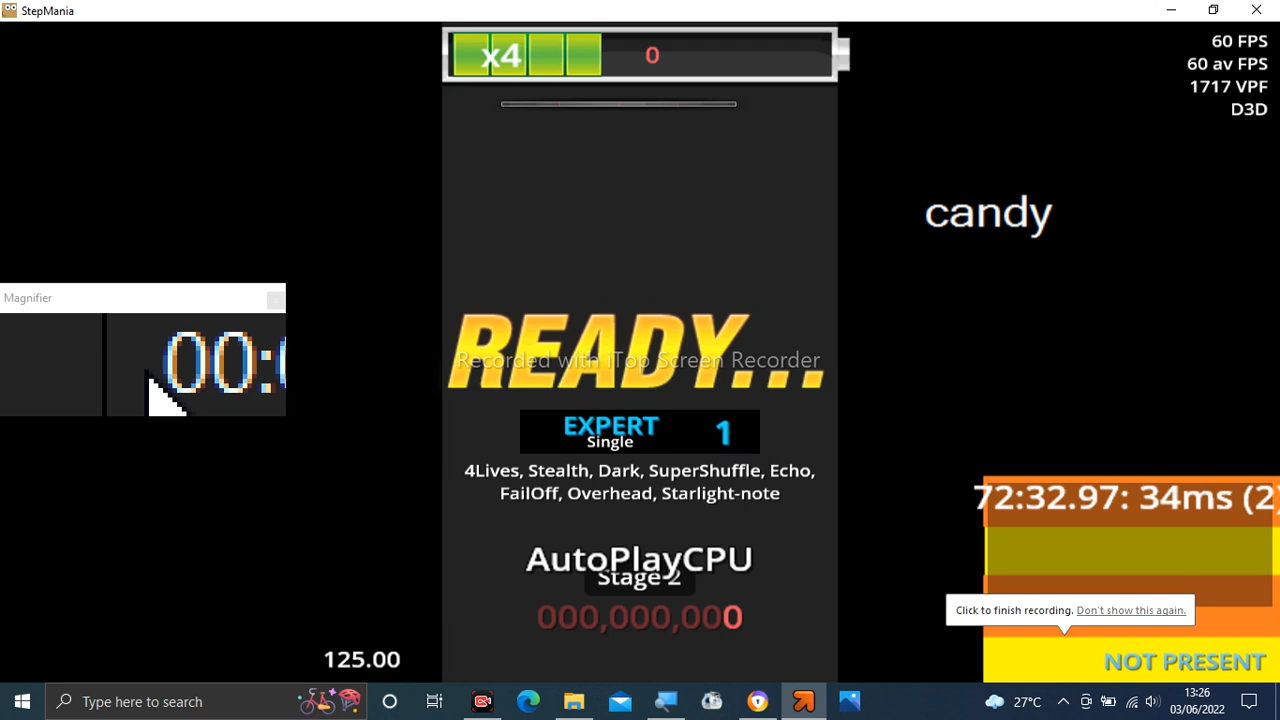 StepMania
x4
0
60 FPS
60 av FPS
1717 VPF
D3D
candy
Magnifier
00:
READY...
Recorded with iTop Screen Recorder
EXPERT 1
Single
4Lives, Stealth, Dark, SuperShuffle, Echo,
FailOff, Overhead, Starlight-note
72:32.97: 34ms (2)
AutoPlayCPU
Stage 2
000,000,000
Click to finish recording. Don't show this again.
125.00
NOT PRESENT
Type here to search
27°C
13:26
03/06/2022